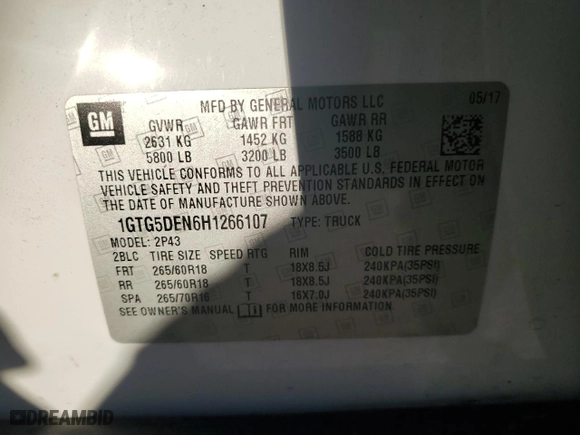 GM
MFD BY GENERAL MOTORS LLC 05/17
GVWR GAWR FRT GAWR RR
2631 KG 1452 KG 1588 KG
5800 LB 3200 LB 3500 LB
THIS VEHICLE CONFORMS TO ALL APPLICABLE U.S. FEDERAL MOTOR
VEHICLE SAFETY AND THEFT PREVENTION STANDARDS IN EFFECT ON
THE DATE OF MANUFACTURE SHOWN ABOVE.
1GTG5DEN6H1266107 TYPE: TRUCK
MODEL: 2P43
2BLC TIRE SIZE SPEED RTG RIM COLD TIRE PRESSURE
FRT 265/60R18 T 18X8.5J 240KPA(35PSI)
RR 265/60R18 T 18X8.5J 240KPA(35PSI)
SPA 265/70R16 T 16X7.0J 240KPA(35PSI)
SEE OWNER'S MANUAL FOR MORE INFORMATION.
DREAMBID